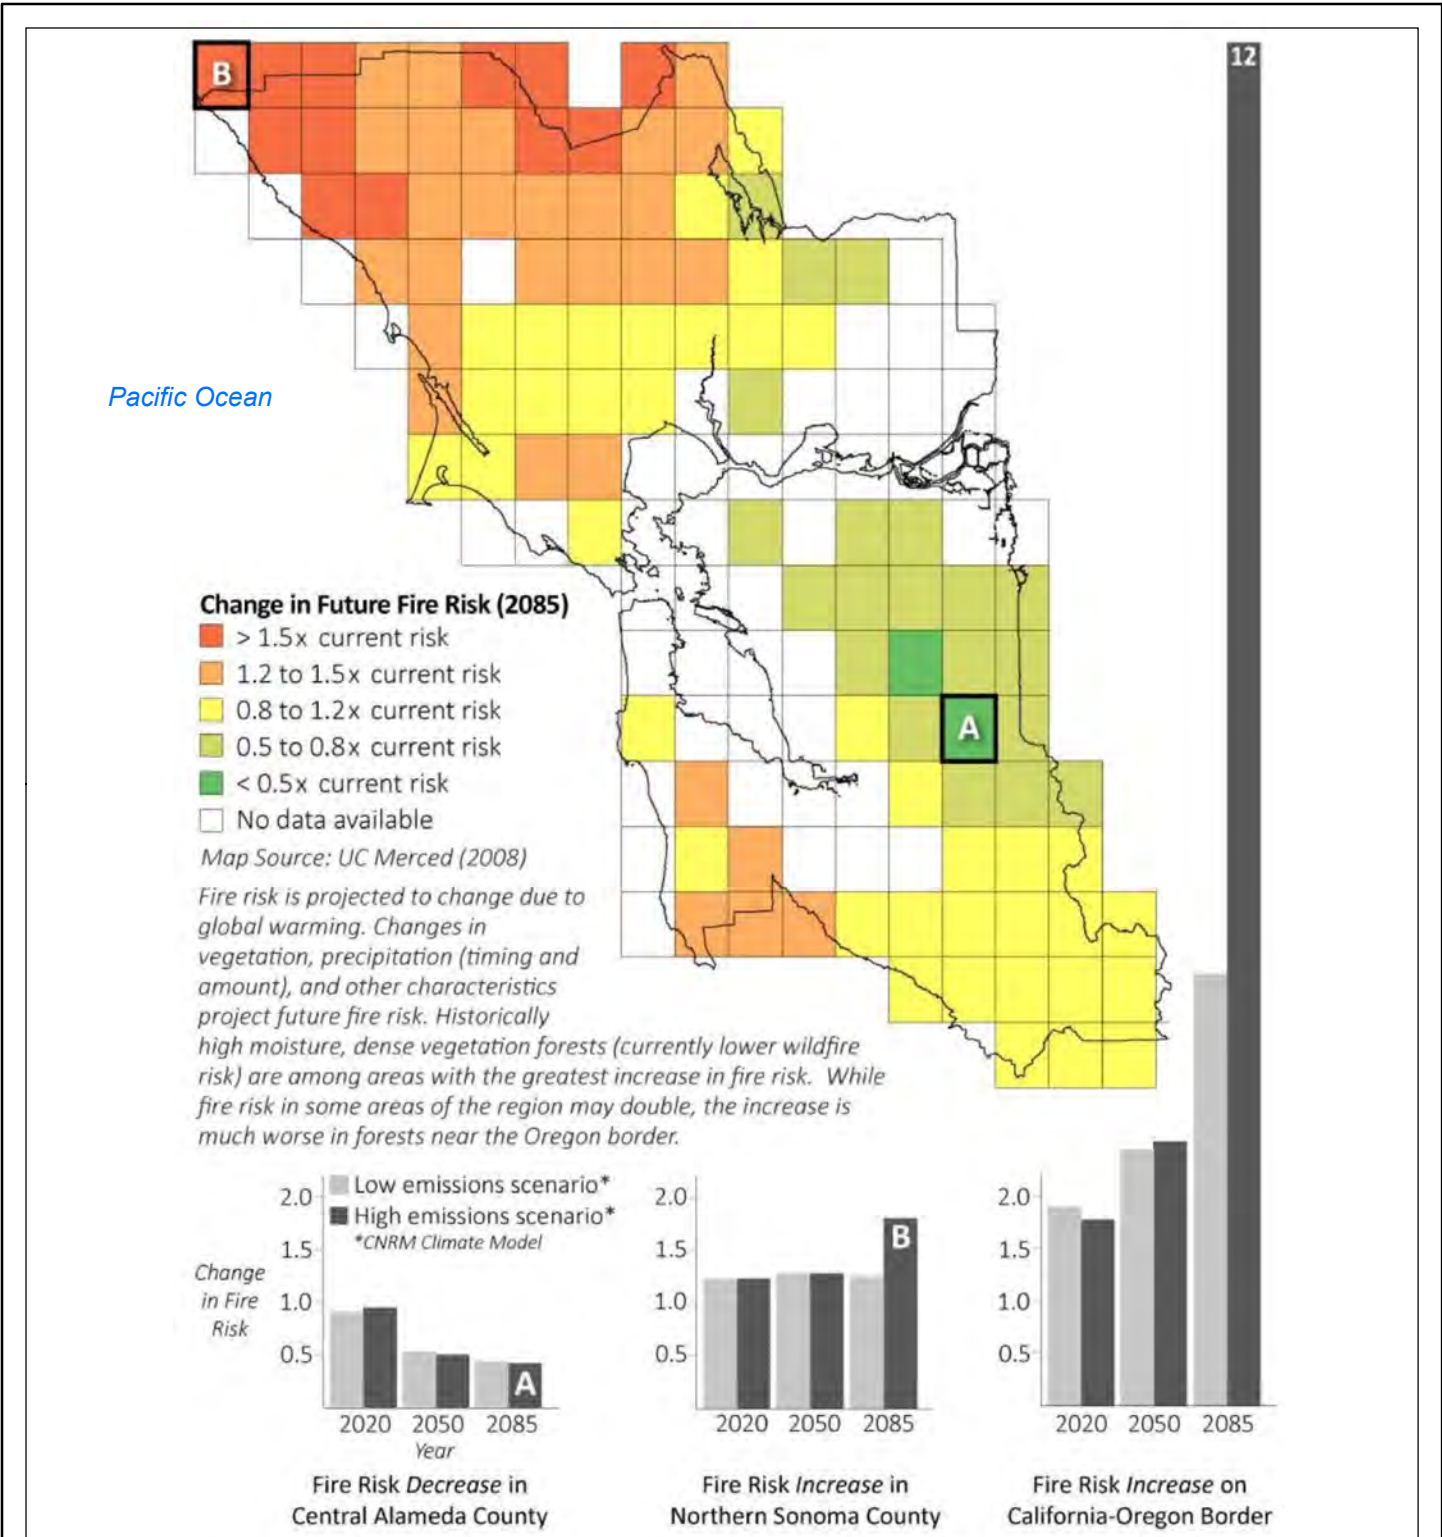 B
12
Pacific Ocean
A
Change in Future Fire Risk (2085)
> 1.5x current risk
1.2 to 1.5x current risk
0.8 to 1.2x current risk
0.5 to 0.8x current risk
< 0.5x current risk
No data available
Map Source: UC Merced (2008)
Fire risk is projected to change due to
global warming. Changes in
vegetation, precipitation (timing and
amount), and other characteristics
project future fire risk. Historically
high moisture, dense vegetation forests (currently lower wildfire
risk) are among areas with the greatest increase in fire risk. While
fire risk in some areas of the region may double, the increase is
much worse in forests near the Oregon border.
Low emissions scenario*
High emissions scenario*
*CNRM Climate Model
Change
in Fire
Risk
2.0
1.5
1.0
0.5
A
2020 2050 2085
Year
Fire Risk Decrease in
Central Alameda County
2.0
1.5
1.0
0.5
B
2020 2050 2085
Fire Risk Increase in
Northern Sonoma County
2.0
1.5
1.0
0.5
2020 2050 2085
Fire Risk Increase on
California-Oregon Border